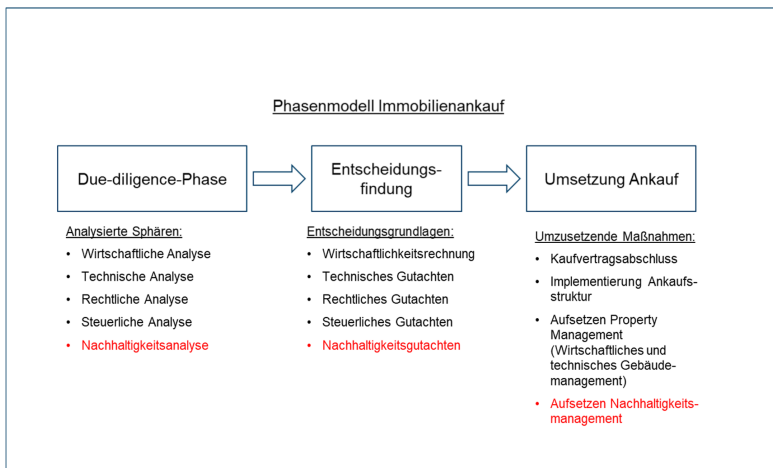 Phasenmodell Immobilienankauf
Due-diligence-Phase
Entscheidungs-
findung
Umsetzung Ankauf
Analysierte Sphären:
• Wirtschaftliche Analyse
• Technische Analyse
• Rechtliche Analyse
• Steuerliche Analyse
• Nachhaltigkeitsanalyse
Entscheidungsgrundlagen:
• Wirtschaftlichkeitsrechnung
• Technisches Gutachten
• Rechtliches Gutachten
• Steuerliches Gutachten
• Nachhaltigkeitsgutachten
Umzusetzende Maßnahmen:
• Kaufvertragsabschluss
• Implementierung Ankaufs-
struktur
• Aufsetzen Property
Management
(Wirtschaftliches und
technisches Gebäude-
management)
• Aufsetzen Nachhaltigkeits-
management